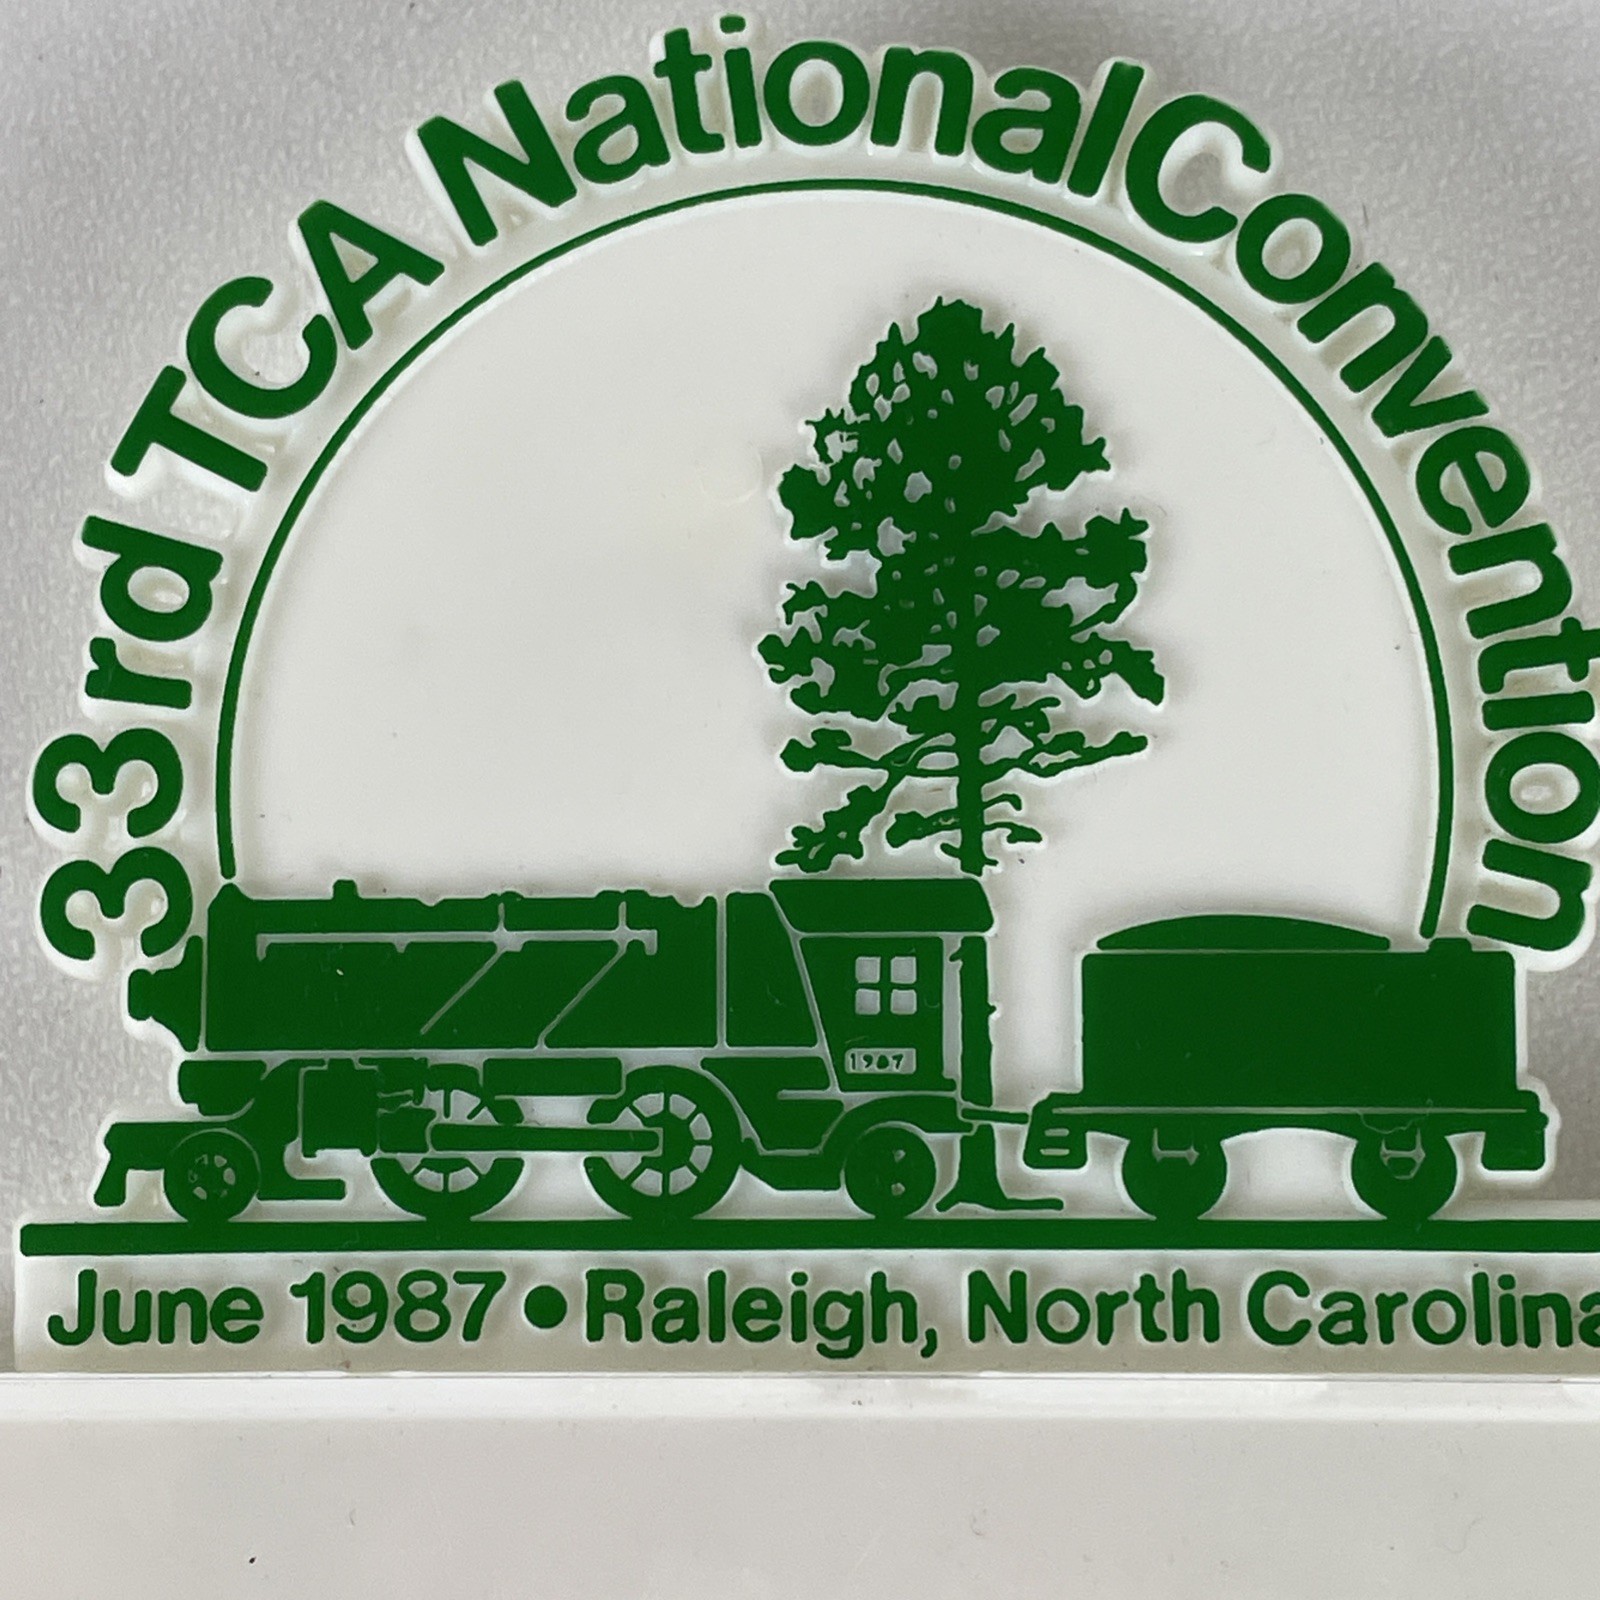 33rd TCA National Convention
1987
June 1987 • Raleigh, North Carolina